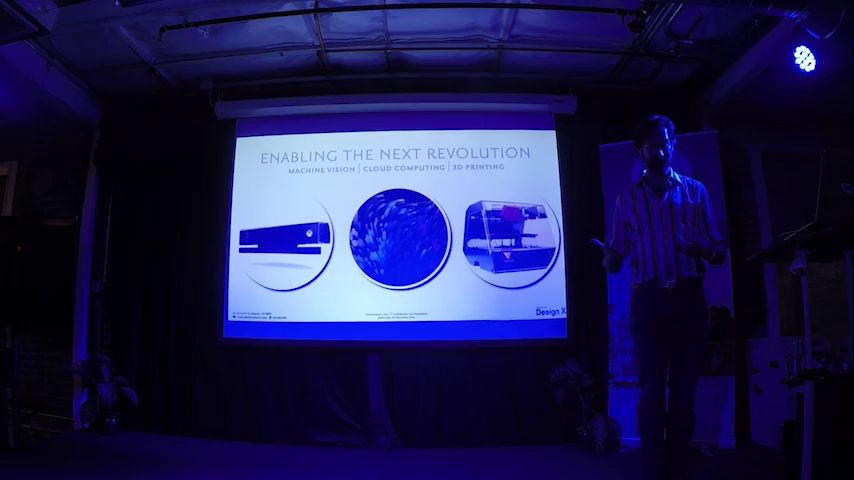 ENABLING THE NEXT REVOLUTION
MACHINE VISION | CLOUD COMPUTING | 3D PRINTING
Design X